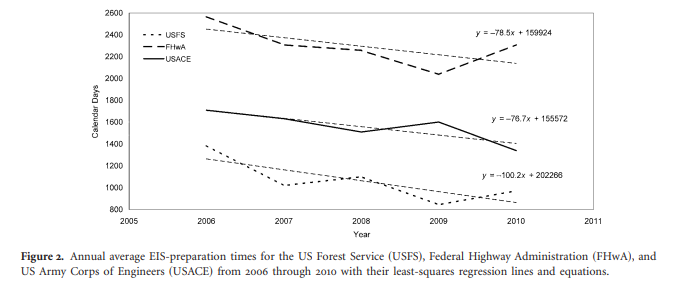 2600
2400
2200
2000
1800
1600
1400
1200
1000
800
Calendar Days
USFS
FHwA
USACE
y = –78.5x + 159924
y = –76.7x + 155572
y = –100.2x + 202266
2005 2006 2007 2008 2009 2010 2011
Year
Figure 2. Annual average EIS-preparation times for the US Forest Service (USFS), Federal Highway Administration (FHwA), and
US Army Corps of Engineers (USACE) from 2006 through 2010 with their least-squares regression lines and equations.